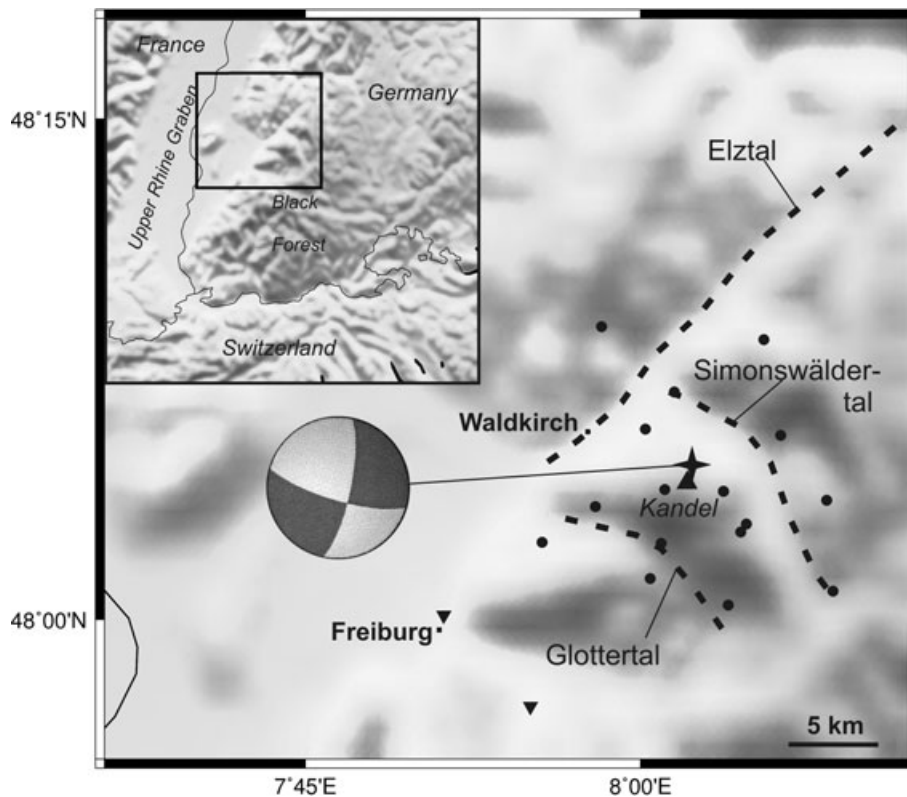 France
Germany
Upper Rhine Graben
Black
Forest
Switzerland
48°15'N
Elztal
Simonswälder-
tal
Waldkirch
Kandel
48°00'N
Freiburg
Glottertal
5 km
7°45'E
8°00'E